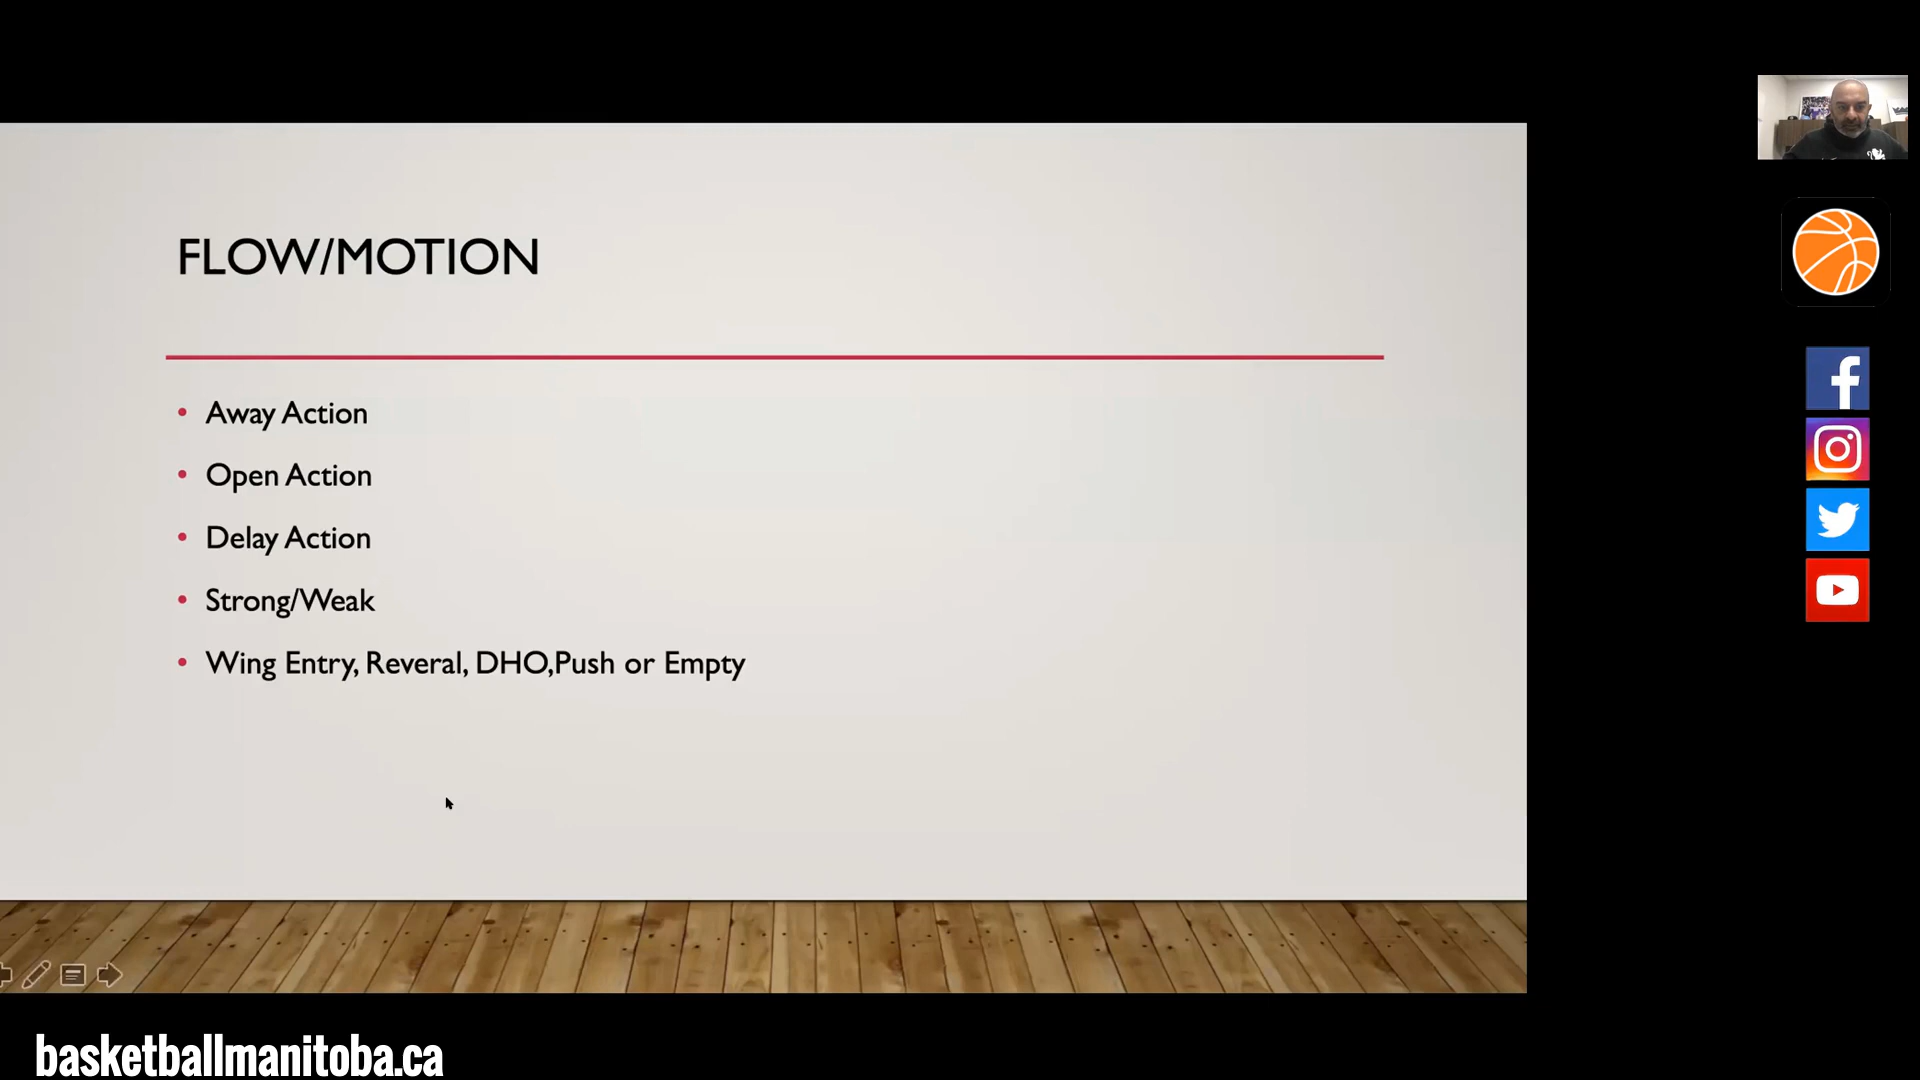 FLOW/MOTION
• Away Action
• Open Action
• Delay Action
• Strong/Weak
• Wing Entry, Reveral, DHO,Push or Empty
basketballmanitoba.ca